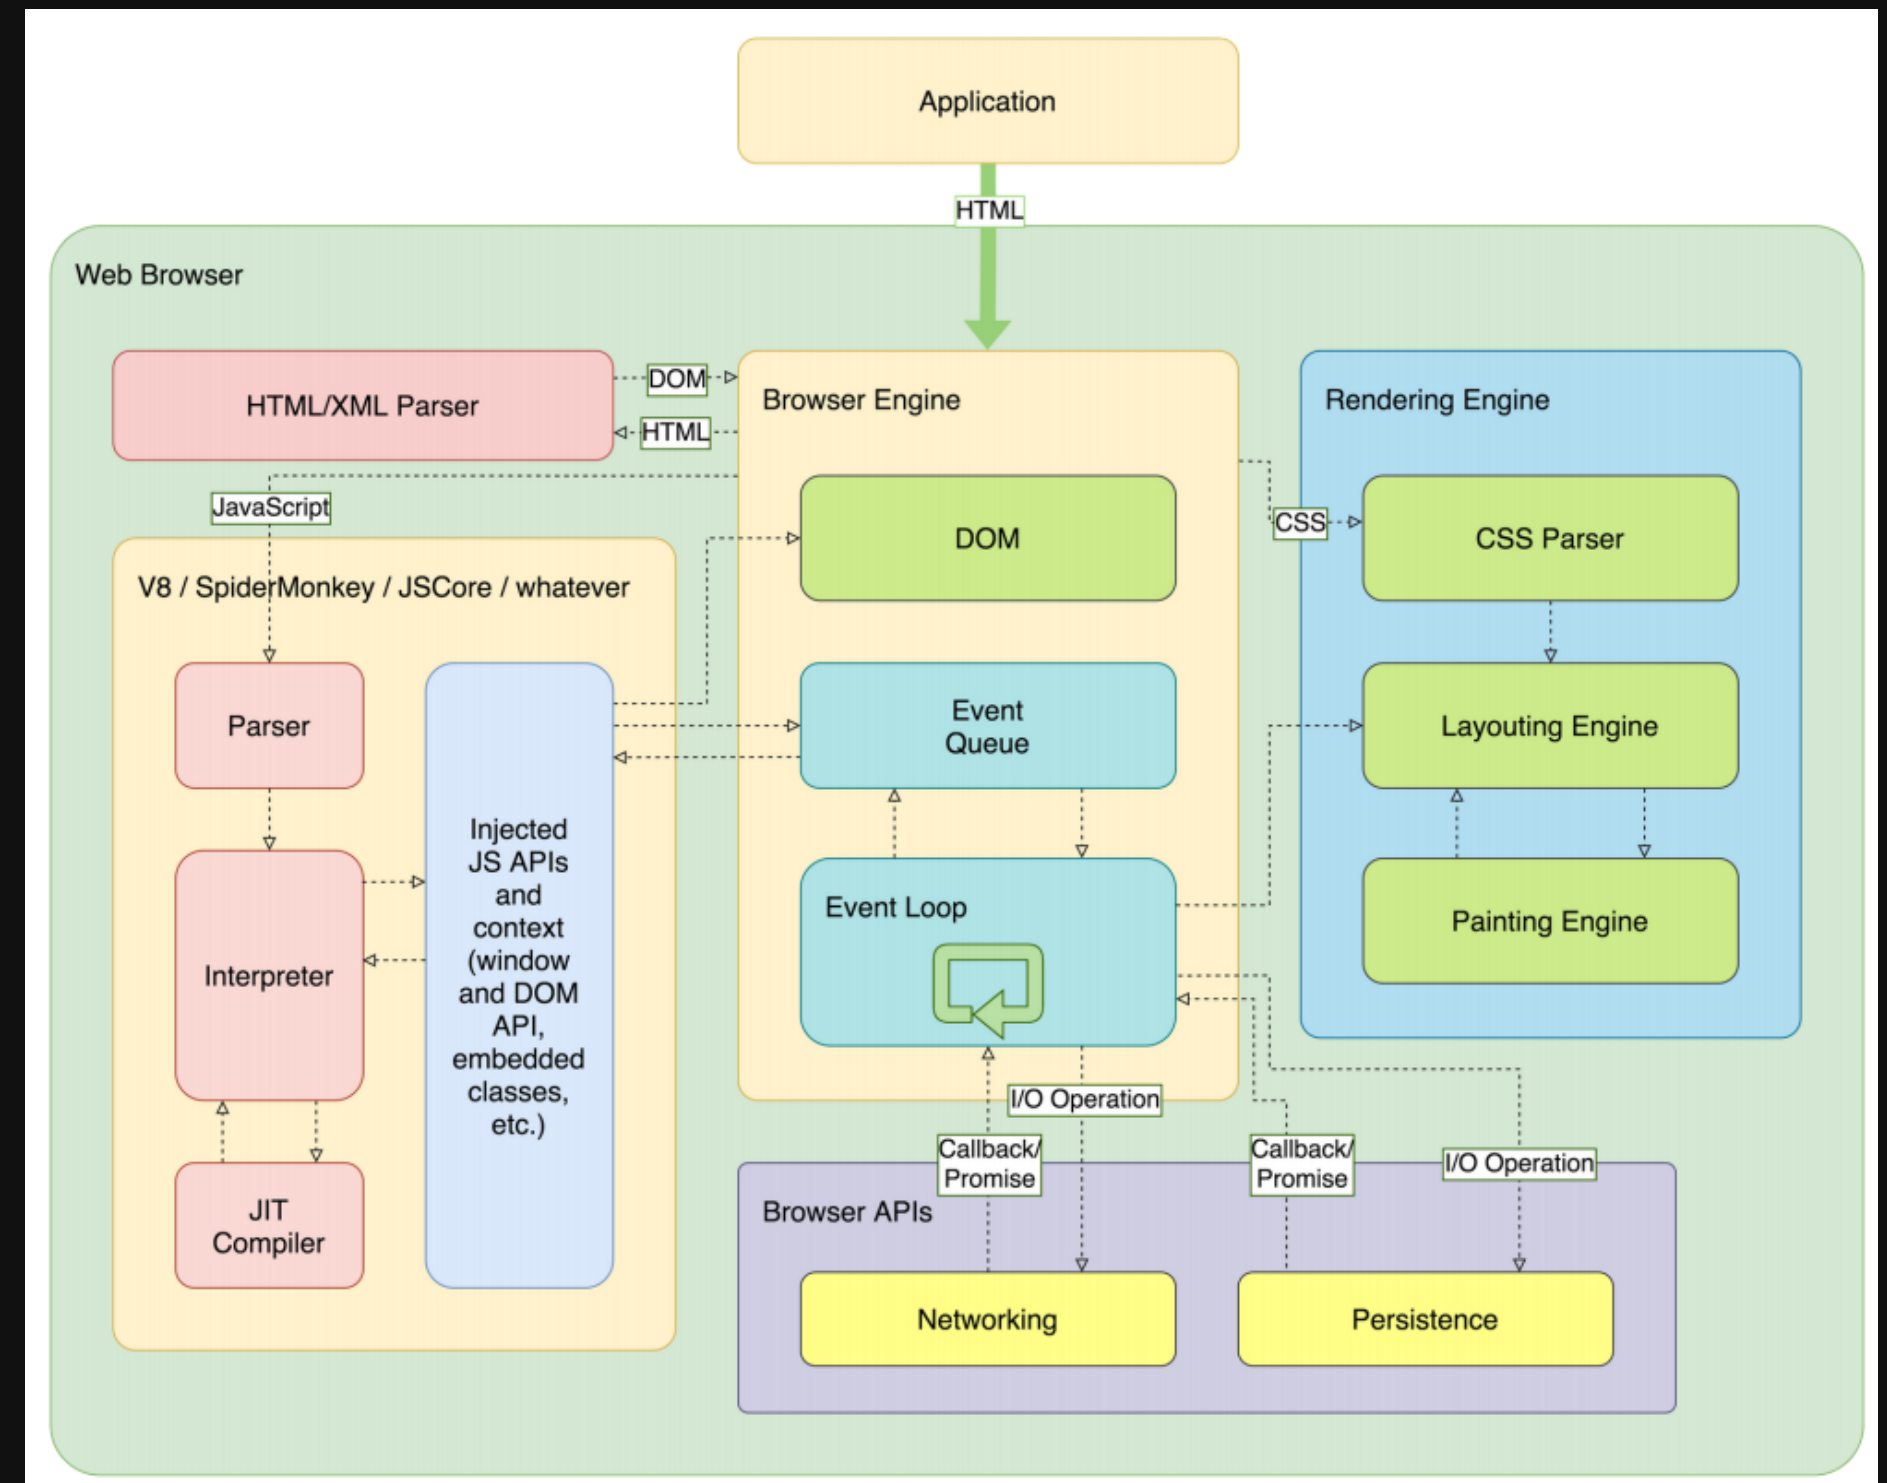 Application
HTML
Web Browser
HTML/XML Parser
DOM
HTML
Browser Engine
Rendering Engine
JavaScript
DOM
CSS
CSS Parser
V8 / SpiderMonkey / JSCore / whatever
Parser
Event
Queue
Layouting Engine
Injected
JS APIs
and
context
(window
and DOM
API,
embedded
classes,
etc.)
Interpreter
Event Loop
Painting Engine
I/O Operation
Callback/
Promise
Callback/
Promise
I/O Operation
JIT
Compiler
Browser APIs
Networking
Persistence